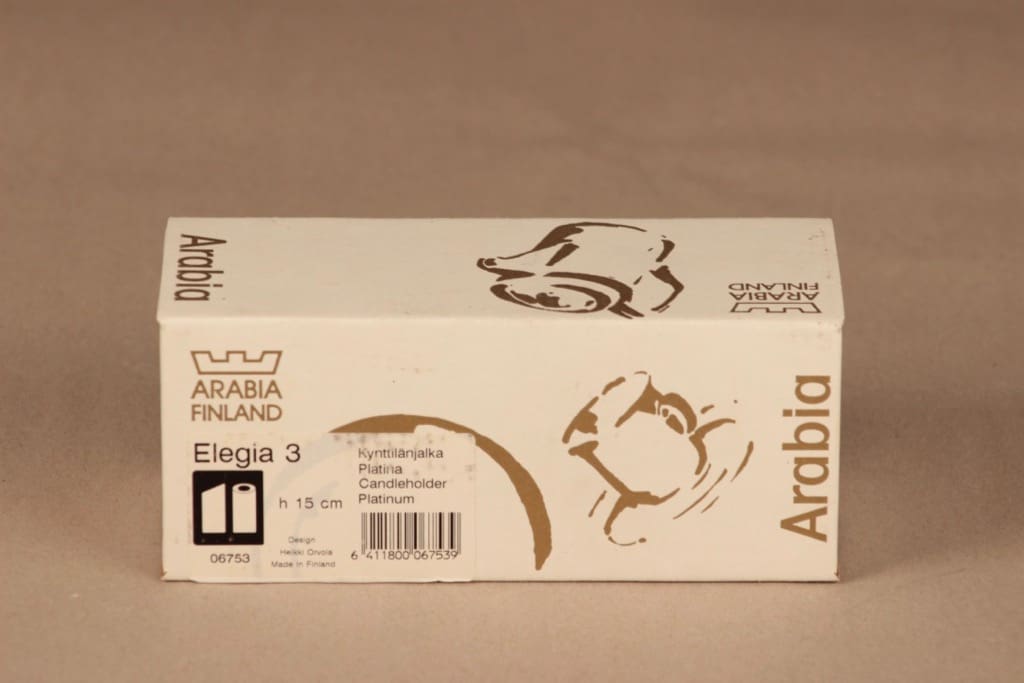 Arabia
ARABIA
FINLAND
ARABIA
FINLAND
Arabia
Elegia 3
h 15 cm
06753
Design
Heikki Orvola
Made in Finland
Kynttilänjalka
Platina
Candleholder
Platinum
6 411800 067539